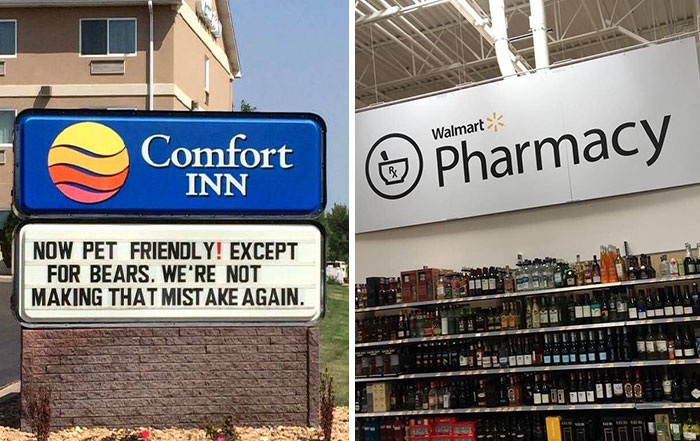 Comfort
INN
NOW PET FRIENDLY! EXCEPT
FOR BEARS. WE'RE NOT
MAKING THAT MISTAKE AGAIN.
Walmart
Rx
Pharmacy